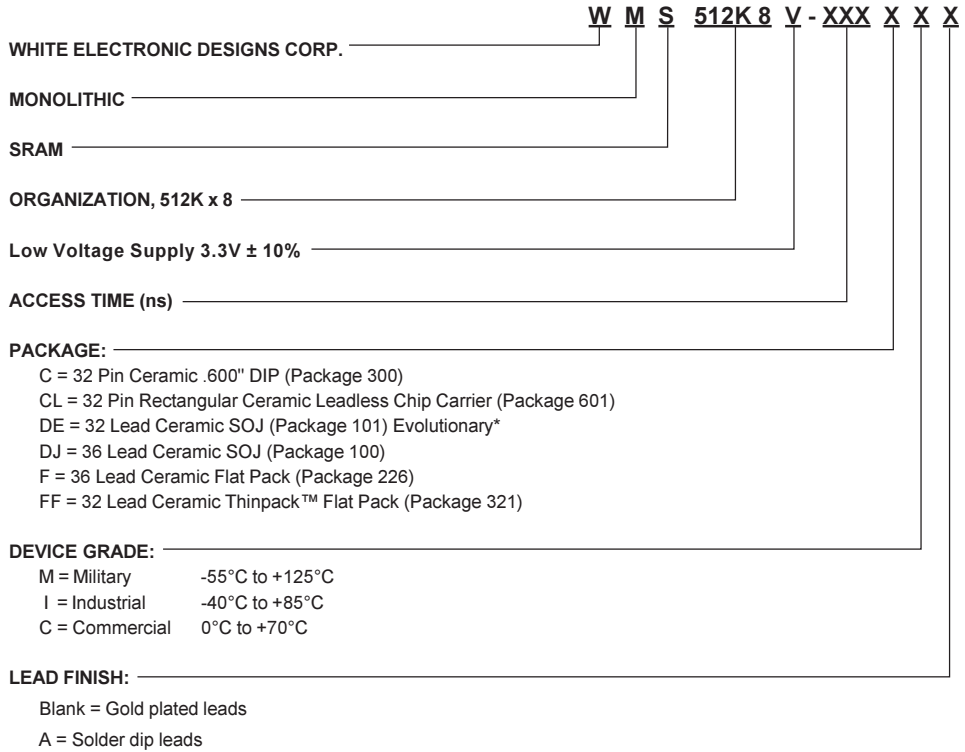 W M S 512K 8 V - XXX X X X
WHITE ELECTRONIC DESIGNS CORP.
MONOLITHIC
SRAM
ORGANIZATION, 512K x 8
Low Voltage Supply 3.3V ± 10%
ACCESS TIME (ns)
PACKAGE:
C = 32 Pin Ceramic .600" DIP (Package 300)
CL = 32 Pin Rectangular Ceramic Leadless Chip Carrier (Package 601)
DE = 32 Lead Ceramic SOJ (Package 101) Evolutionary*
DJ = 36 Lead Ceramic SOJ (Package 100)
F = 36 Lead Ceramic Flat Pack (Package 226)
FF = 32 Lead Ceramic Thinpack™ Flat Pack (Package 321)
DEVICE GRADE:
M = Military -55°C to +125°C
I = Industrial -40°C to +85°C
C = Commercial 0°C to +70°C
LEAD FINISH:
Blank = Gold plated leads
A = Solder dip leads